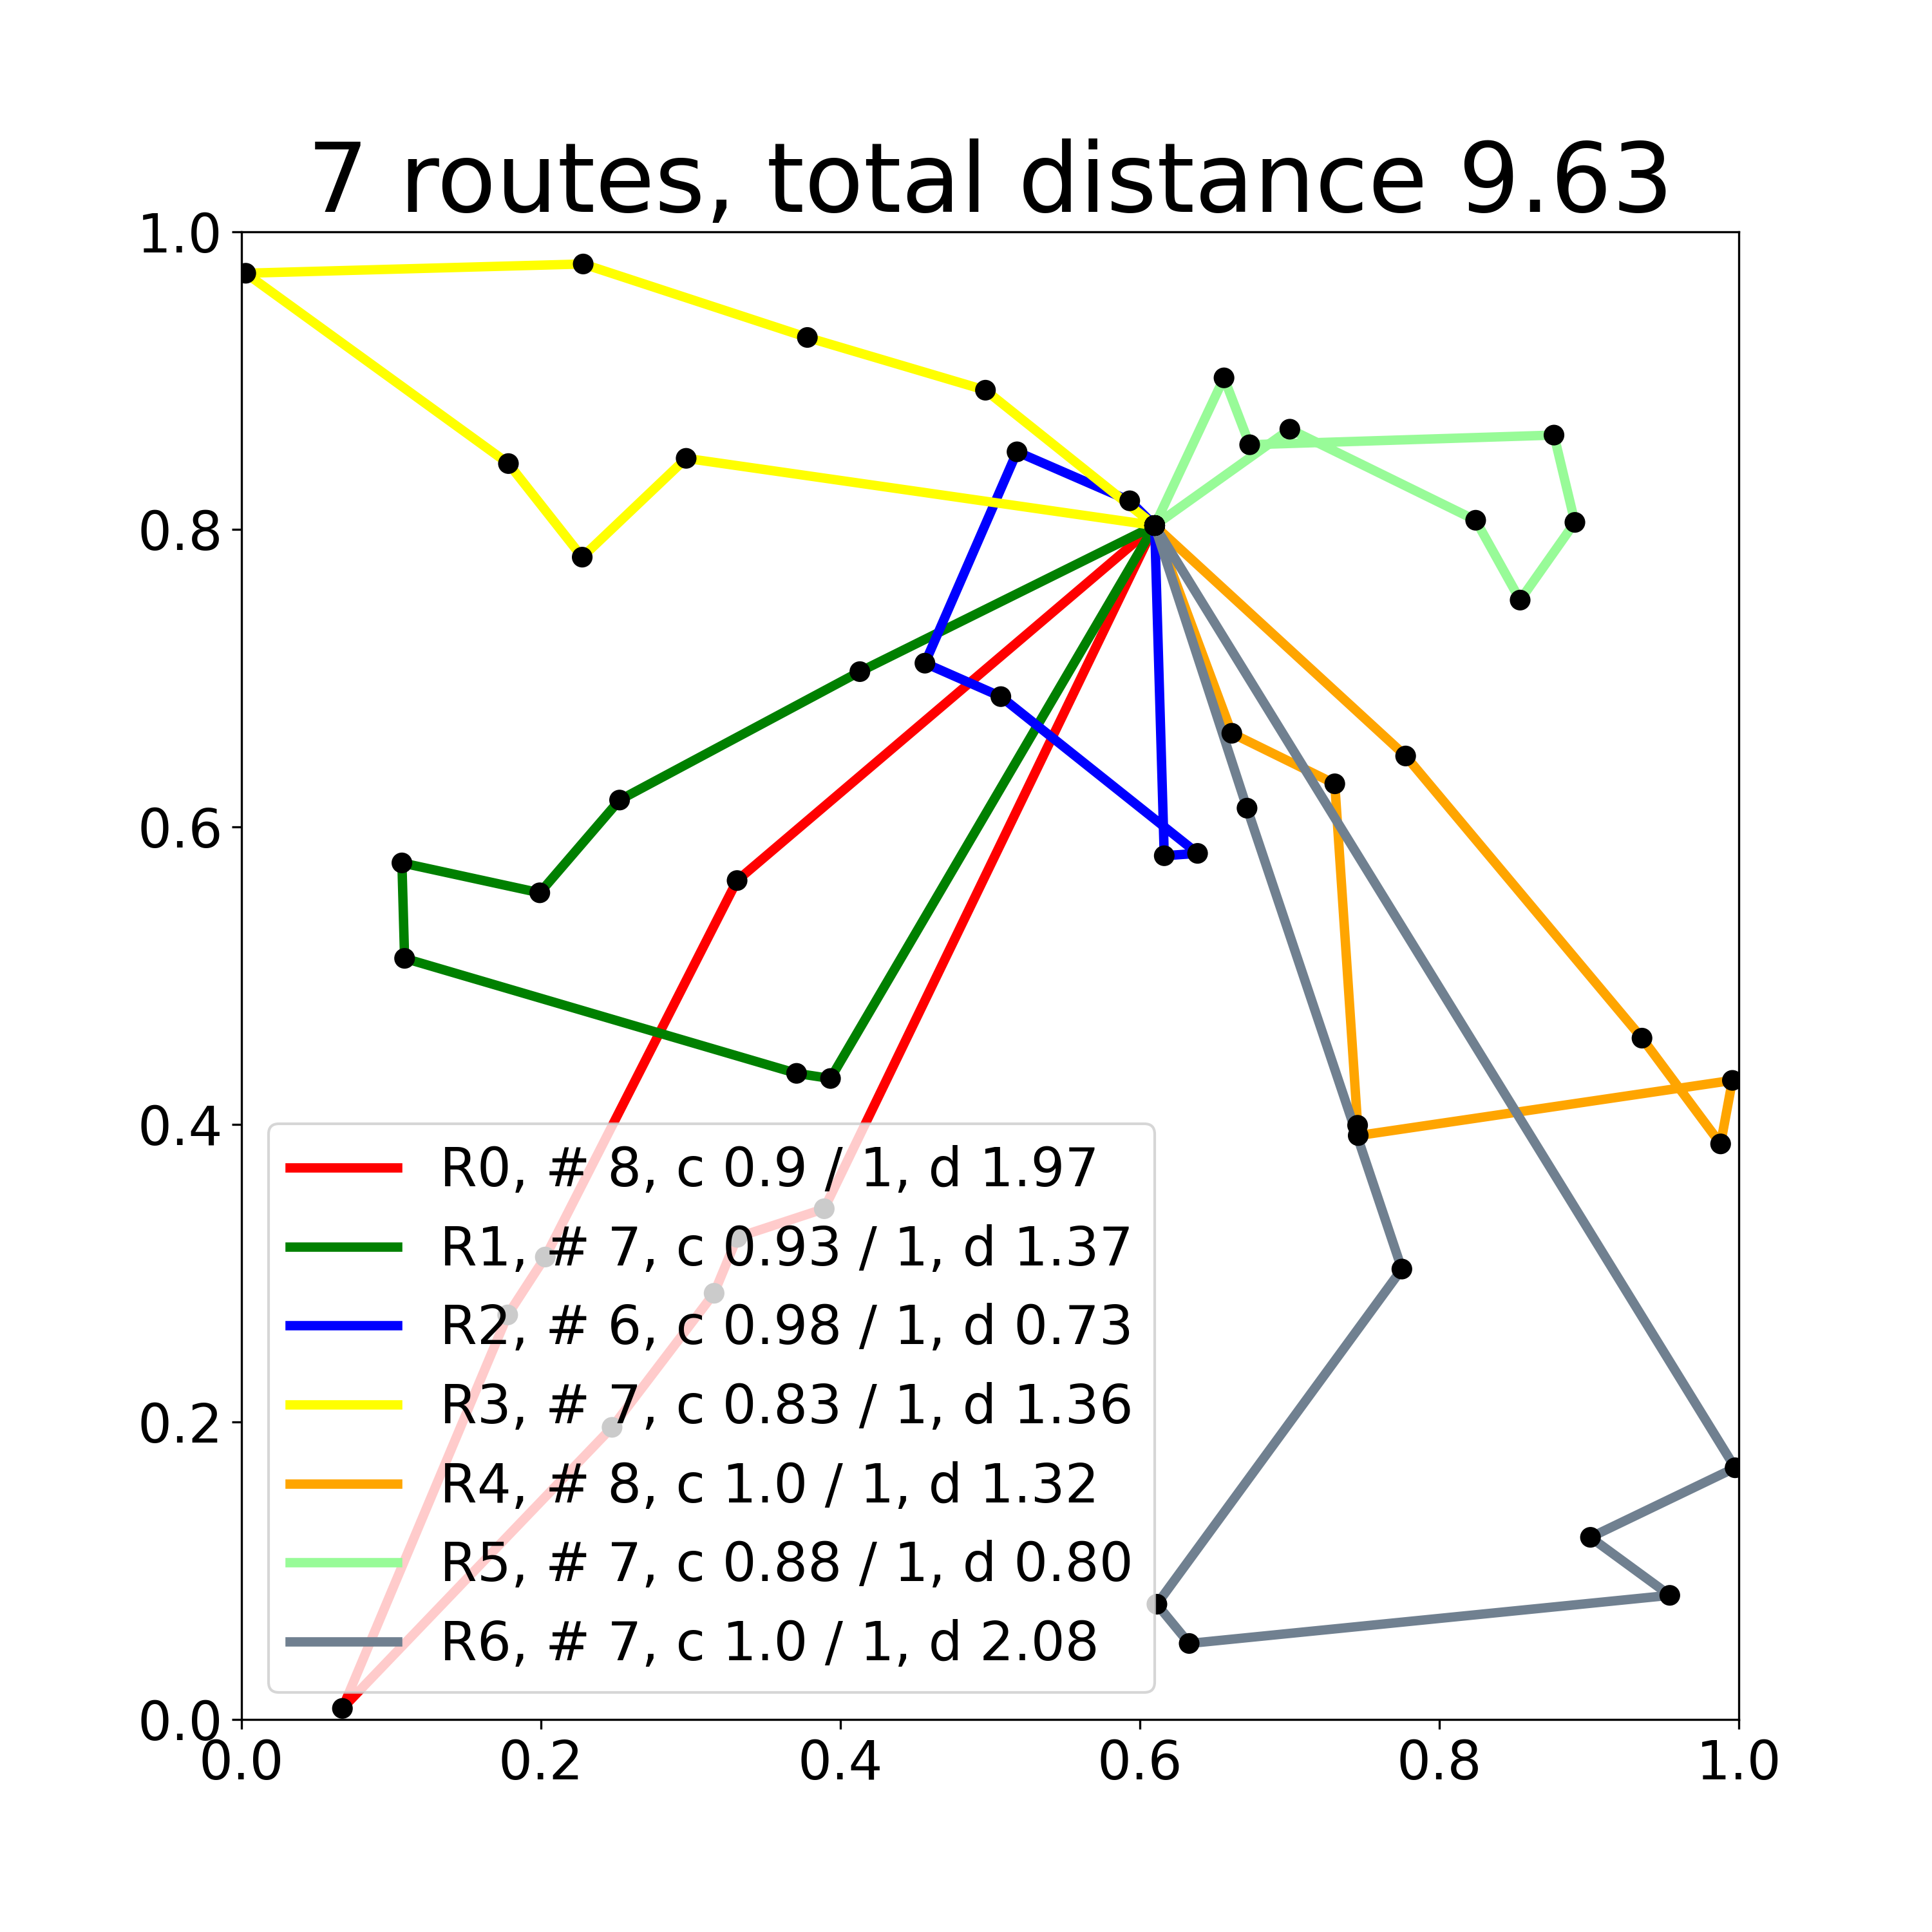 7 routes, total distance 9.63
1.0
0.8
0.6
0.4
0.2
0.0
R0, # 8, c 0.9 / 1, d 1.97
R1, # 7, c 0.93 / 1, d 1.37
R2, # 6, c 0.98 / 1, d 0.73
R3, # 7, c 0.83 / 1, d 1.36
R4, # 8, c 1.0 / 1, d 1.32
R5, # 7, c 0.88 / 1, d 0.80
R6, # 7, c 1.0 / 1, d 2.08
0.0 0.2 0.4 0.6 0.8 1.0